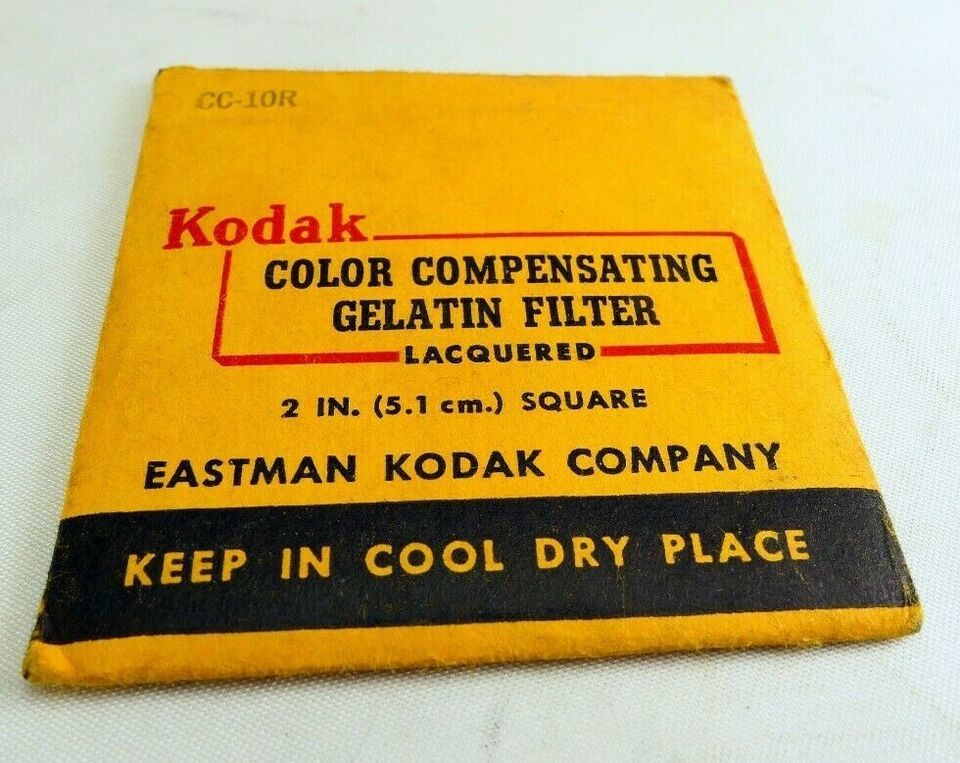 CC-10R
Kodak
COLOR COMPENSATING
GELATIN FILTER
LACQUERED
2 IN. (5.1 cm.) SQUARE
EASTMAN KODAK COMPANY
KEEP IN COOL DRY PLACE